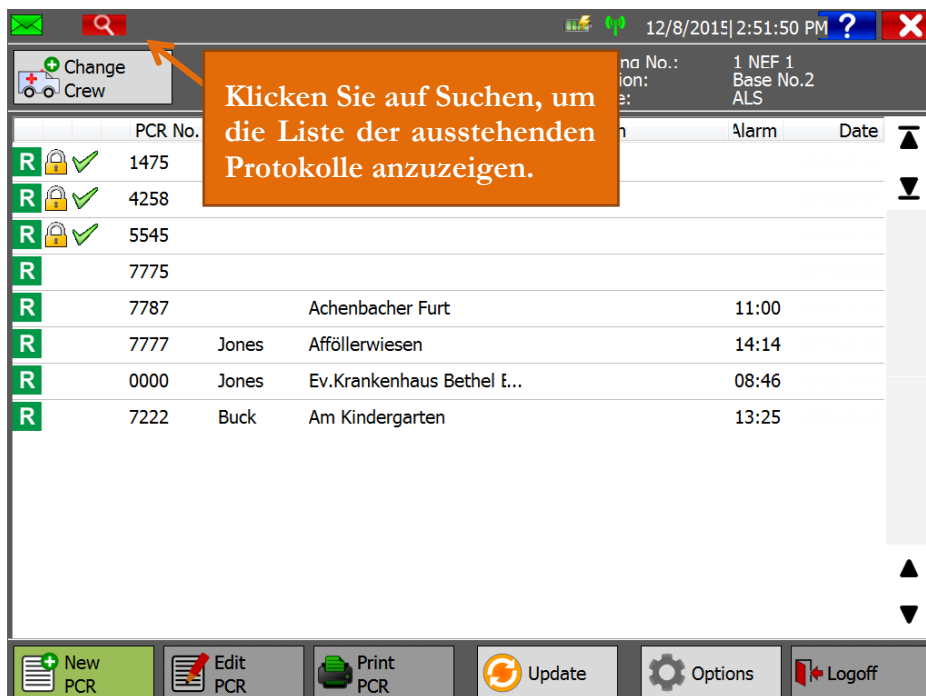 12/8/2015 2:51:50 PM ?
Change
Crew
No.: 1 NEF 1
Base No.2
ALS
Klicken Sie auf Suchen, um
die Liste der ausstehenden
Protokolle anzuzeigen.
PCR No. Alarm Date
R 1475
R 4258
R 5545
R 7775
R 7787 Achenbacher Furt 11:00
R 7777 Jones Afföllerwiesen 14:14
R 0000 Jones Ev.Krankenhaus Bethel E... 08:46
R 7222 Buck Am Kindergarten 13:25
New
PCR
Edit
PCR
Print
PCR
Update
Options
Logoff